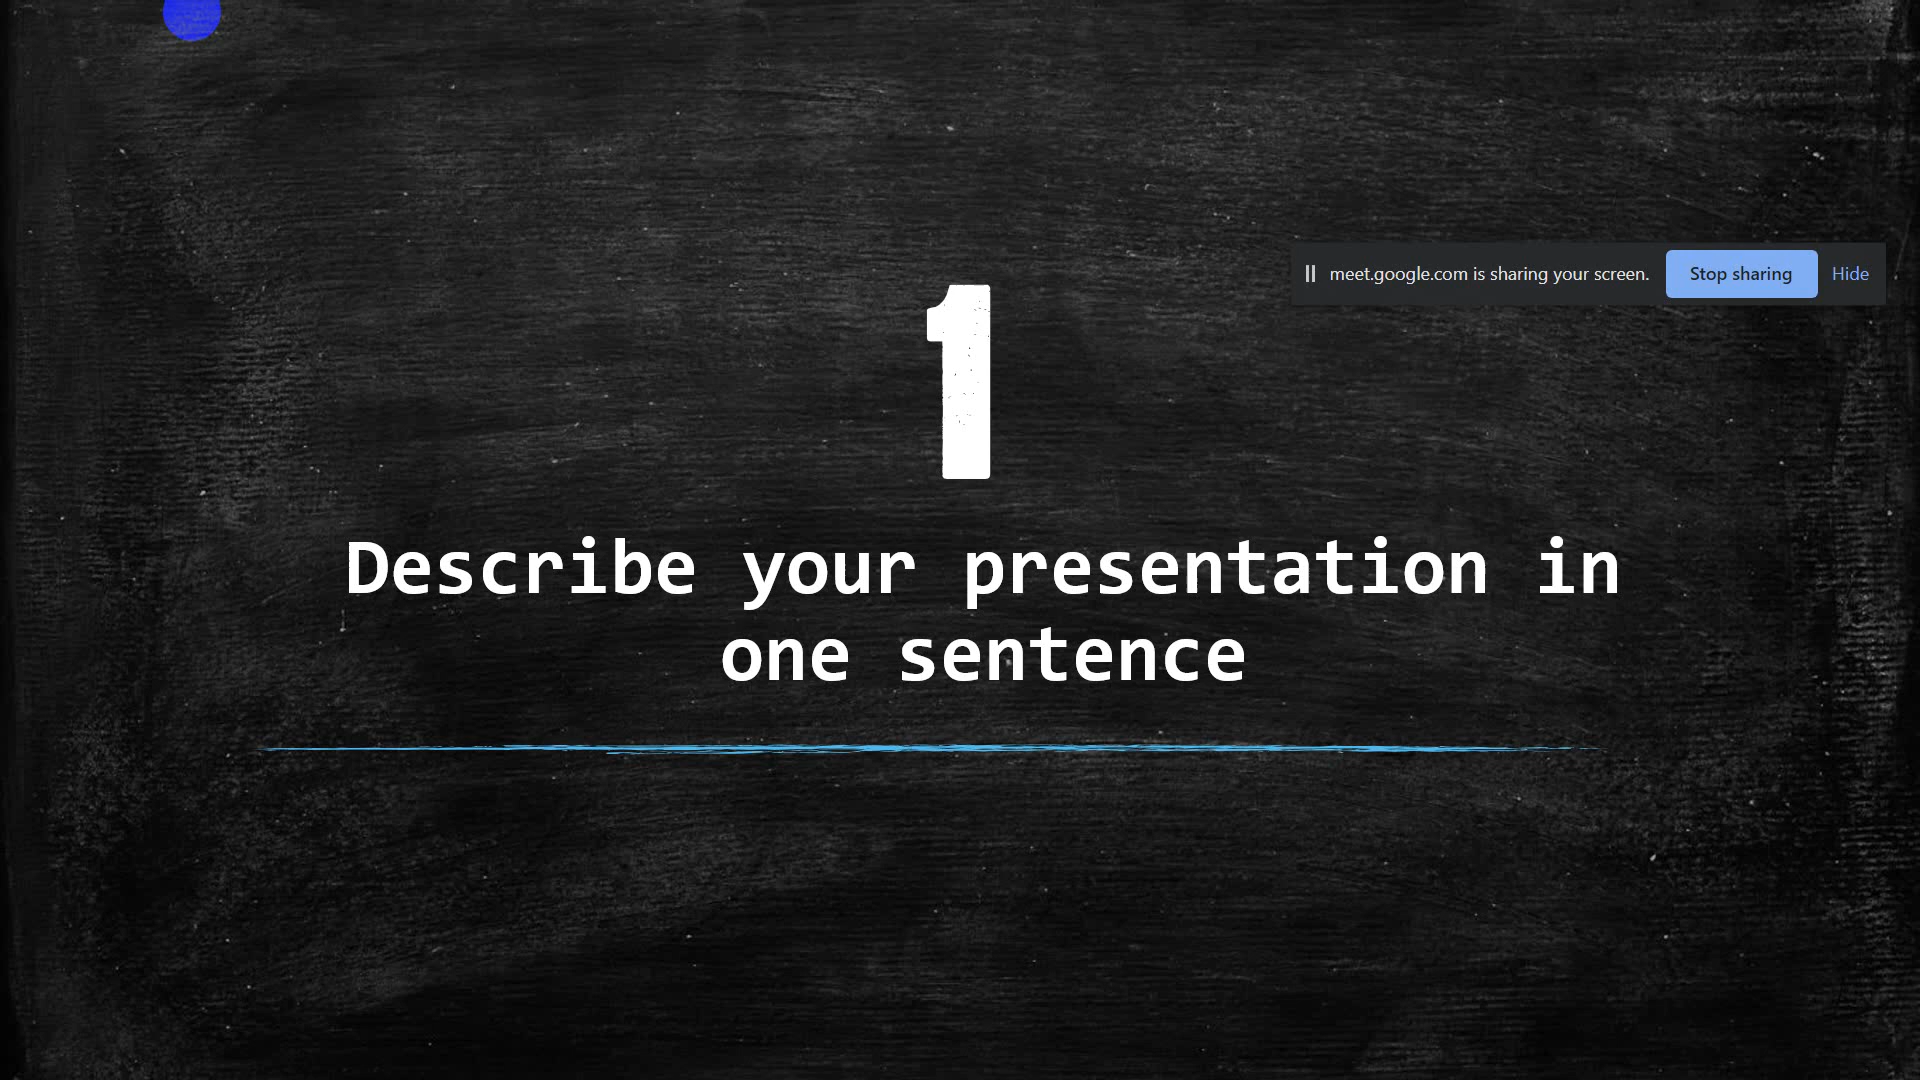 meet.google.com is sharing your screen. Stop sharing Hide
1
Describe your presentation in
one sentence